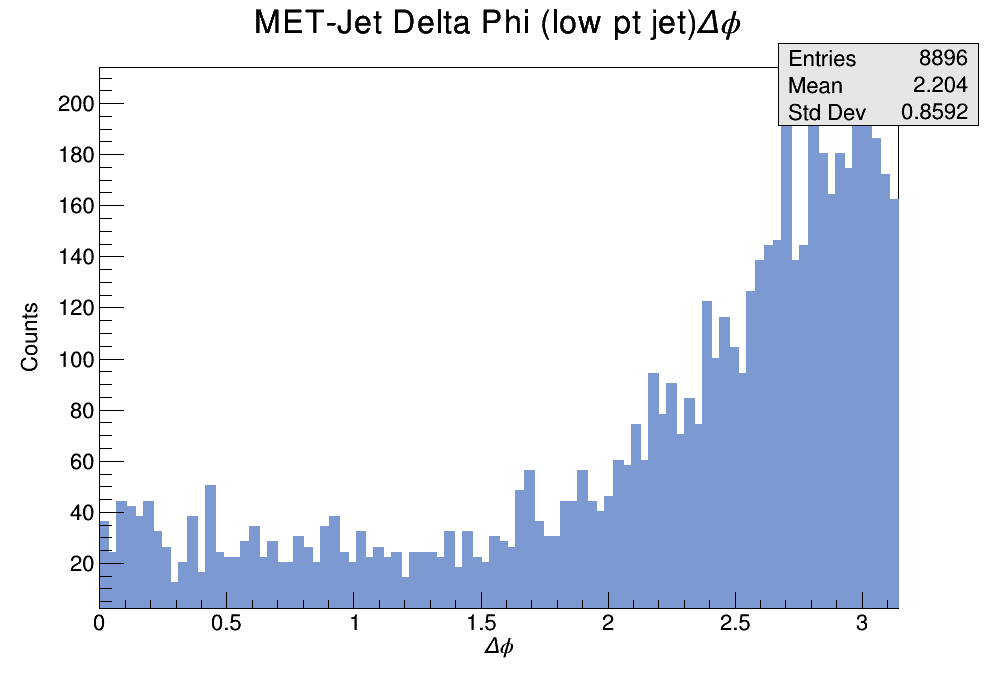 MET-Jet Delta Phi (low pt jet)Δϕ
Entries 8896
Mean 2.204
Std Dev 0.8592
200
180
160
140
120
100
80
60
40
20
Counts
0 0.5 1 1.5 2 2.5 3
Δϕ